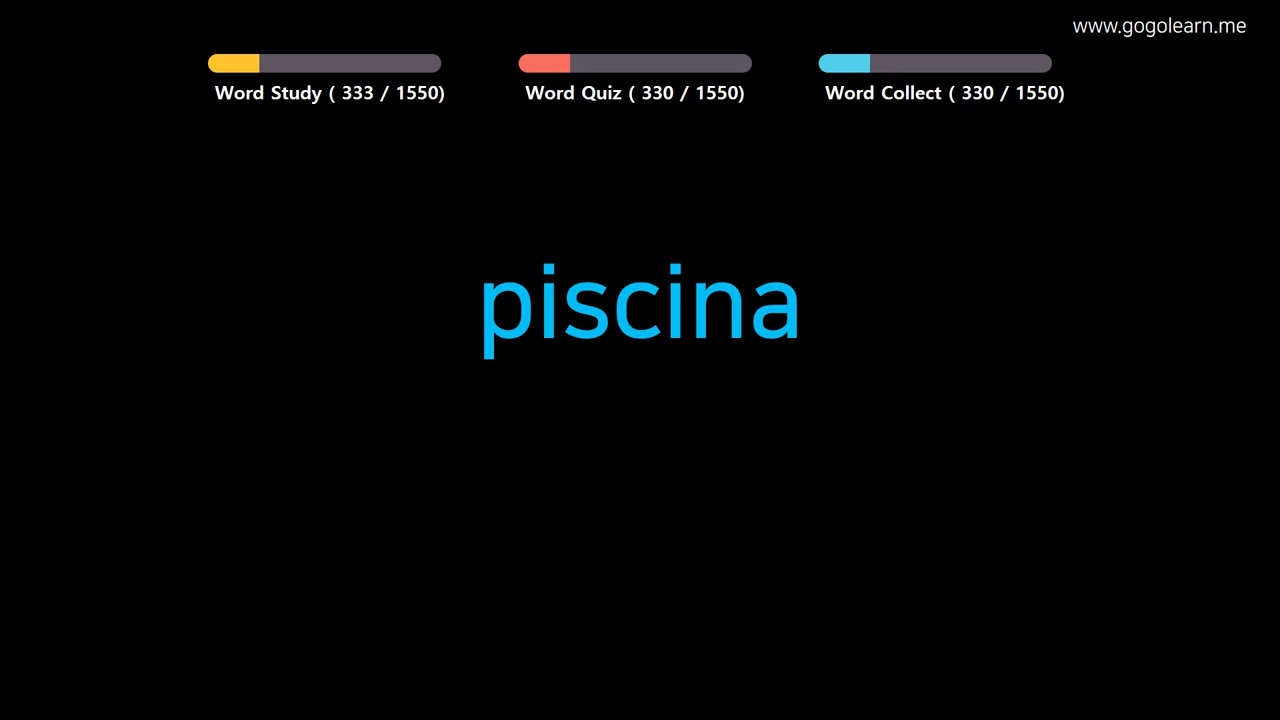 www.gogolearn.me
Word Study ( 333 / 1550)
Word Quiz ( 330 / 1550)
Word Collect ( 330 / 1550)
piscina